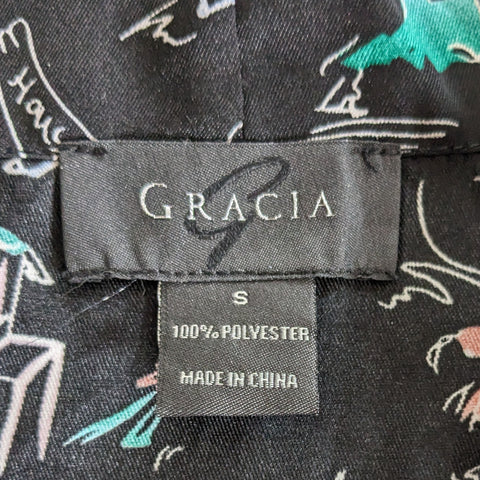 GRACIA
G
S
100% POLYESTER
MADE IN CHINA